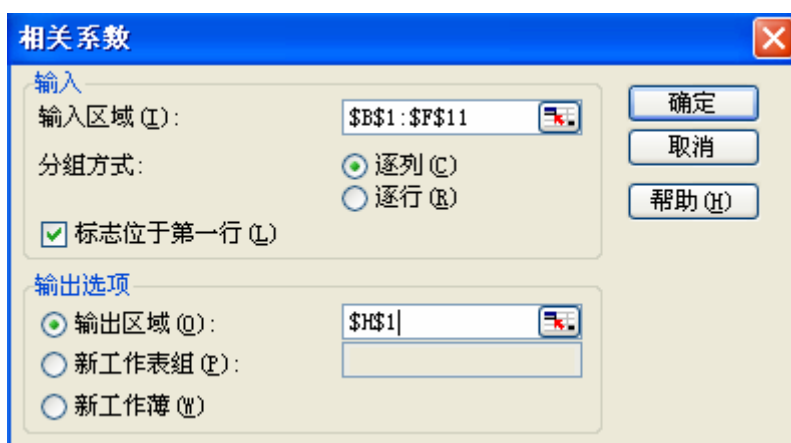 相关系数
输入
输入区域(I): $B$1:$F$11
分组方式: 逐列(C)
逐行(R)
标志位于第一行(L)
输出选项
输出区域(O): $H$1
新工作表组(P):
新工作薄(W)
确定
取消
帮助(H)